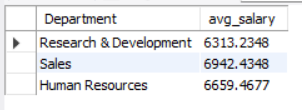 Department avg_salary
Research & Development 6313.2348
Sales 6942.4348
Human Resources 6659.4677